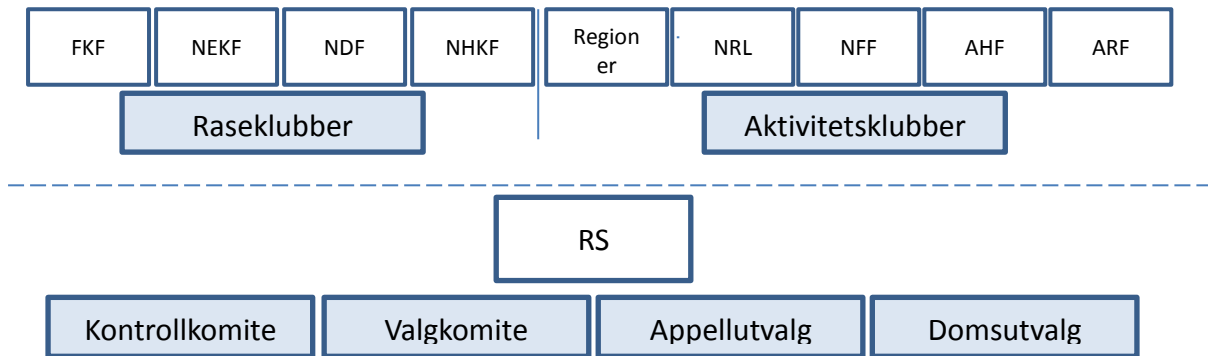 FKF
NEKF
NDF
NHKF
Region
er
NRL
NFF
AHF
ARF
Raseklubber
Aktivitetsklubber
RS
Kontrollkomite
Valgkomite
Appellutvalg
Domsutvalg